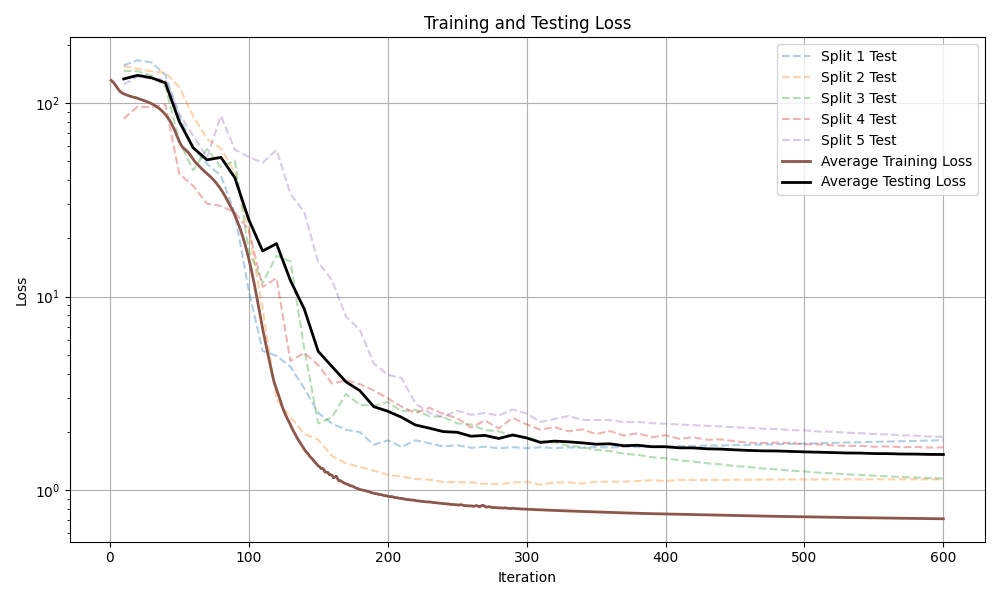 Training and Testing Loss
Split 1 Test
Split 2 Test
Split 3 Test
Split 4 Test
Split 5 Test
Average Training Loss
Average Testing Loss
Loss
10²
10¹
10⁰
0 100 200 300 400 500 600
Iteration